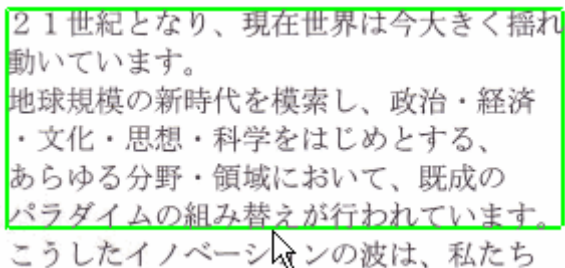 ２１世紀となり、現在世界は今大きく揺れ
動いています。
地球規模の新時代を模索し、政治・経済
・文化・思想・科学をはじめとする、
あらゆる分野・領域において、既成の
パラダイムの組み替えが行われています。
こうしたイノベーションの波は、私たち